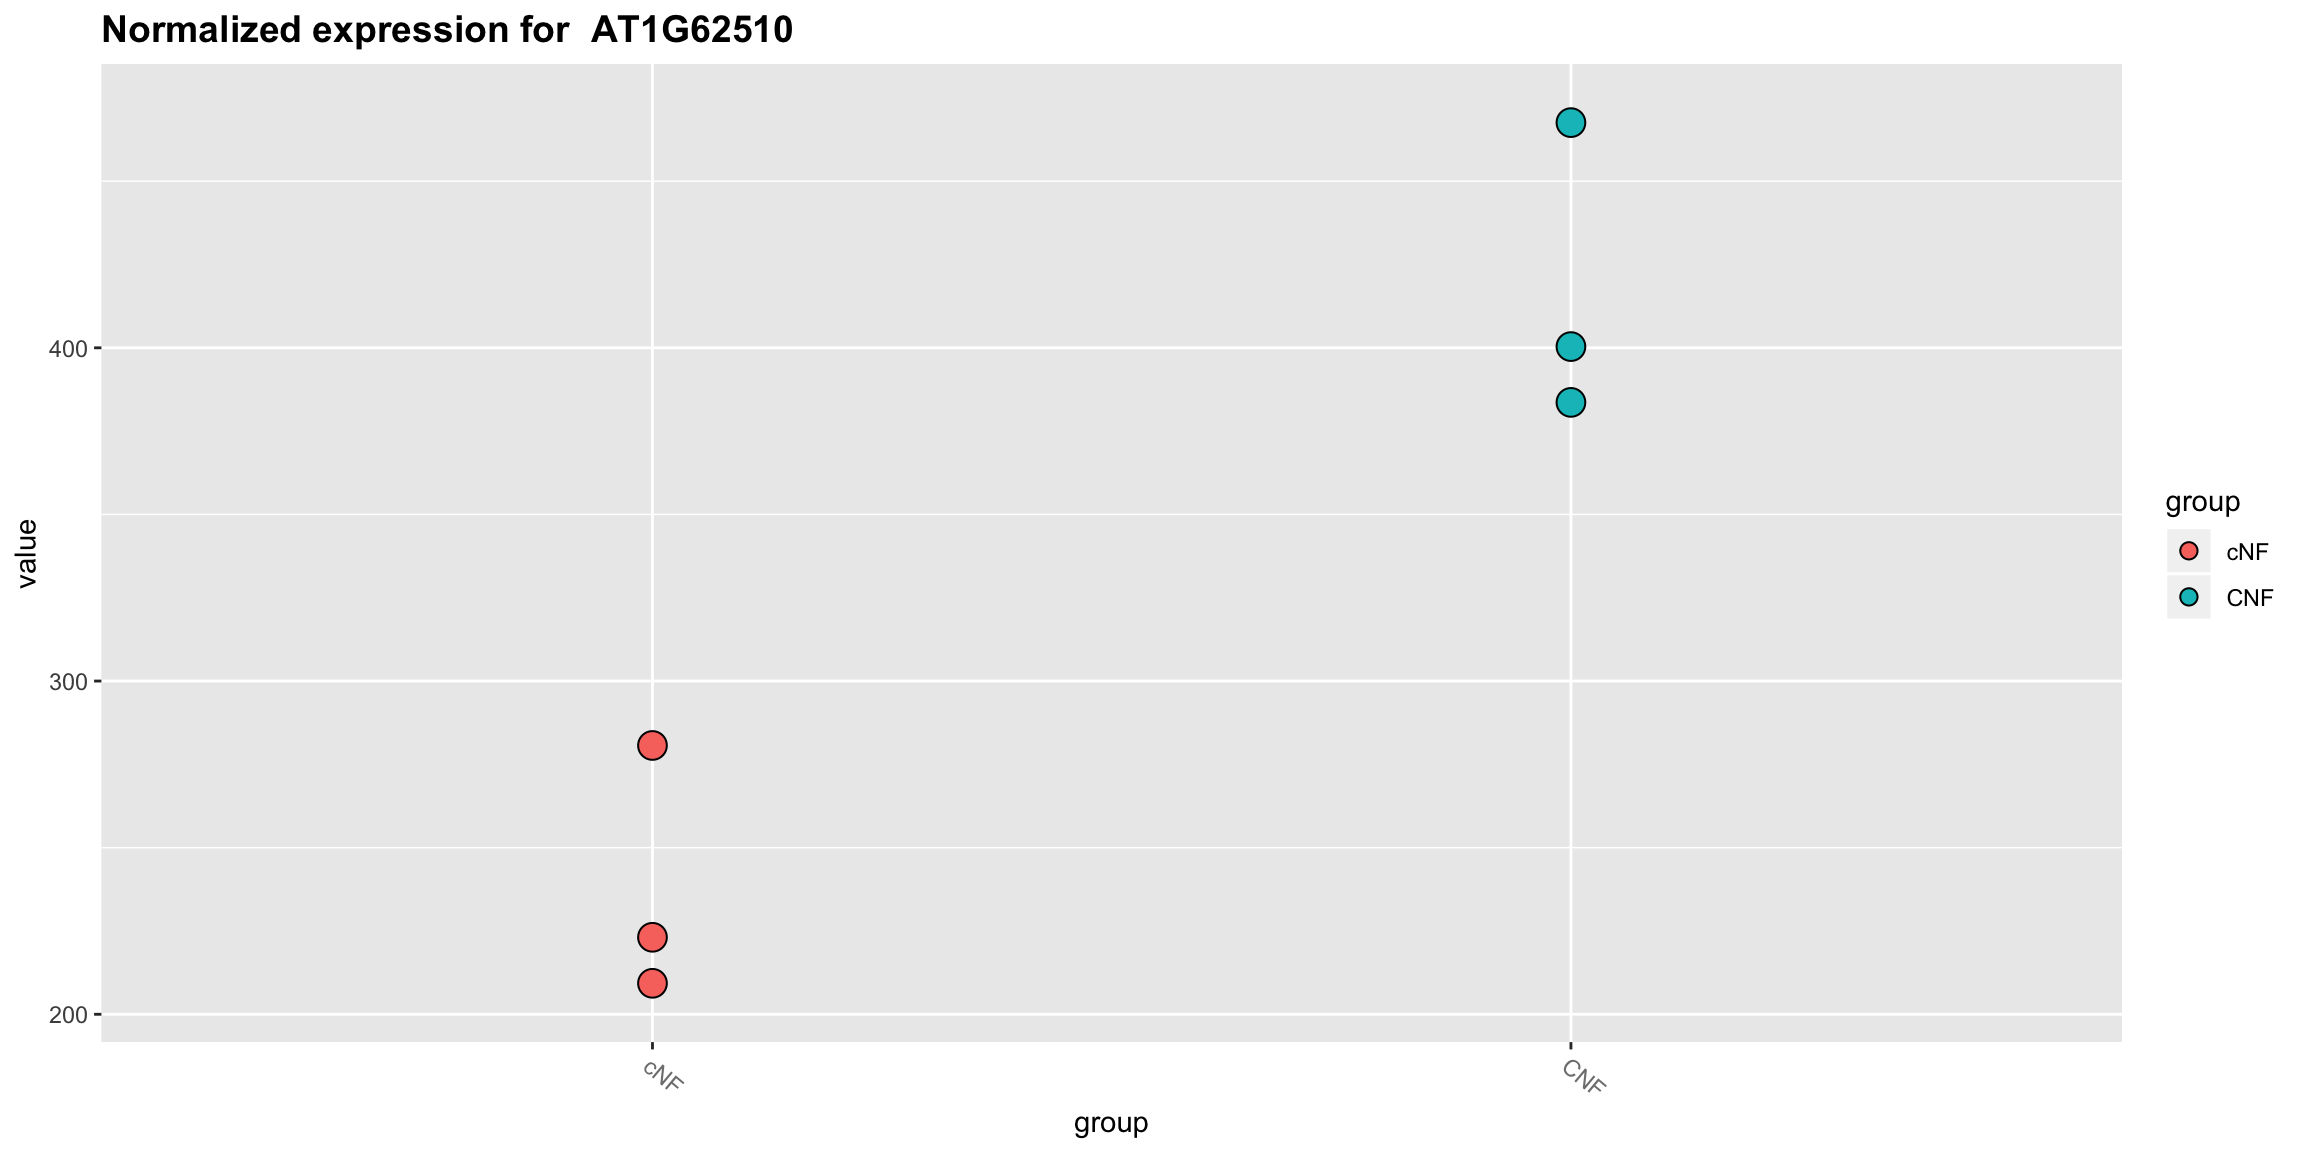 Normalized expression for  AT1G62510
value
400
300
200
cNF
CNF
group
group
cNF
CNF